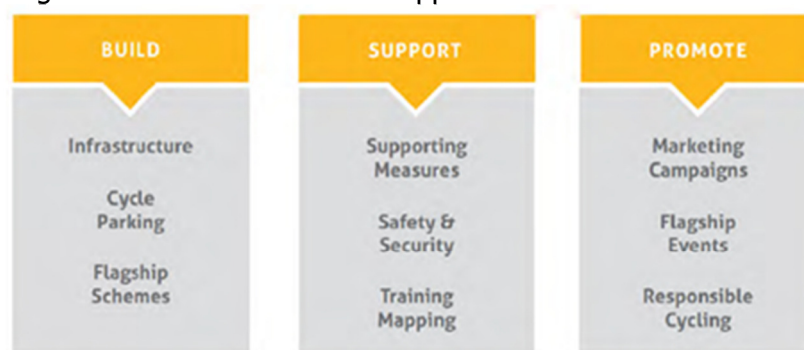 BUILD
Infrastructure
Cycle
Parking
Flagship
Schemes
SUPPORT
Supporting
Measures
Safety &
Security
Training
Mapping
PROMOTE
Marketing
Campaigns
Flagship
Events
Responsible
Cycling